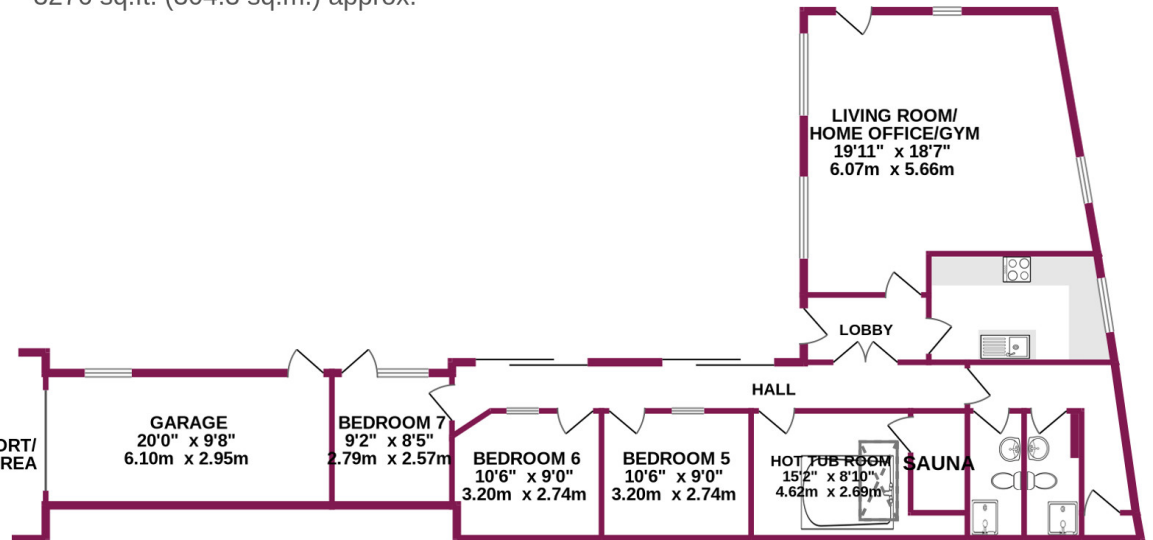 LIVING ROOM/
HOME OFFICE/GYM
19'11" x 18'7"
6.07m x 5.66m
LOBBY
HALL
GARAGE
20'0" x 9'8"
6.10m x 2.95m
BEDROOM 7
9'2" x 8'5"
2.79m x 2.57m
BEDROOM 6
10'6" x 9'0"
3.20m x 2.74m
BEDROOM 5
10'6" x 9'0"
3.20m x 2.74m
HOT TUB ROOM
15'2" x 8'10"
4.62m x 2.69m
SAUNA